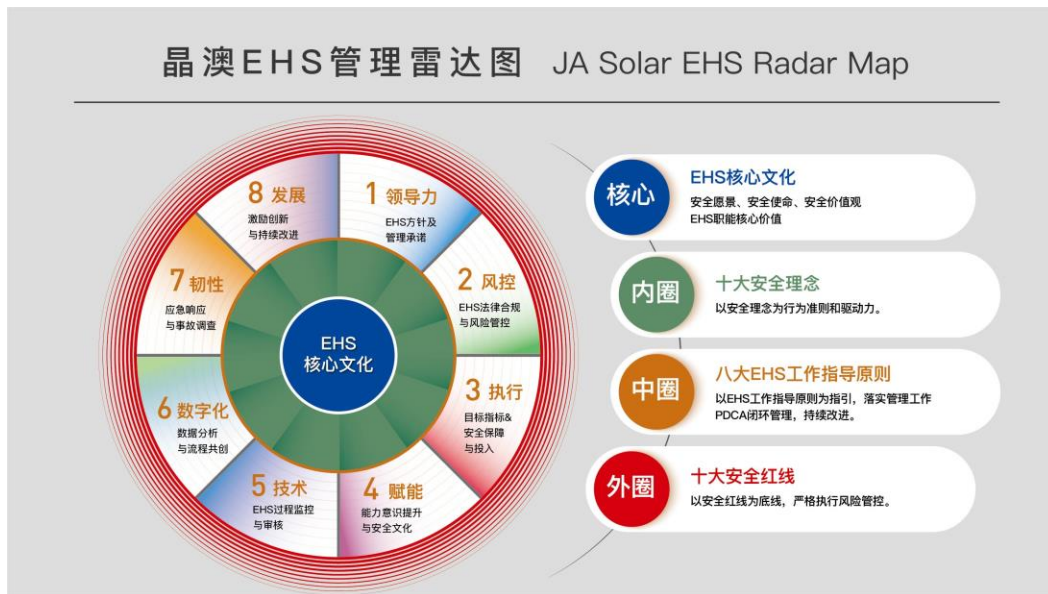 晶澳EHS管理雷达图 JA Solar EHS Radar Map
1 领导力
EHS方针及
管理承诺
2 风控
EHS法律合规
与风险管控
3 执行
目标指标&
安全保障
与投入
4 赋能
能力意识提升
与安全文化
5 技术
EHS过程监控
与审核
6 数字化
数据分析
与流程共创
7 韧性
应急响应
与事故调查
8 发展
激励创新
与持续改进
EHS
核心文化
核心
EHS核心文化
安全愿景、安全使命、安全价值观
EHS职能核心价值
内圈
十大安全理念
以安全理念为行为准则和驱动力。
中圈
八大EHS工作指导原则
以EHS工作指导原则为指引，落实管理工作
PDCA闭环管理，持续改进。
外圈
十大安全红线
以安全红线为底线，严格执行风险管控。